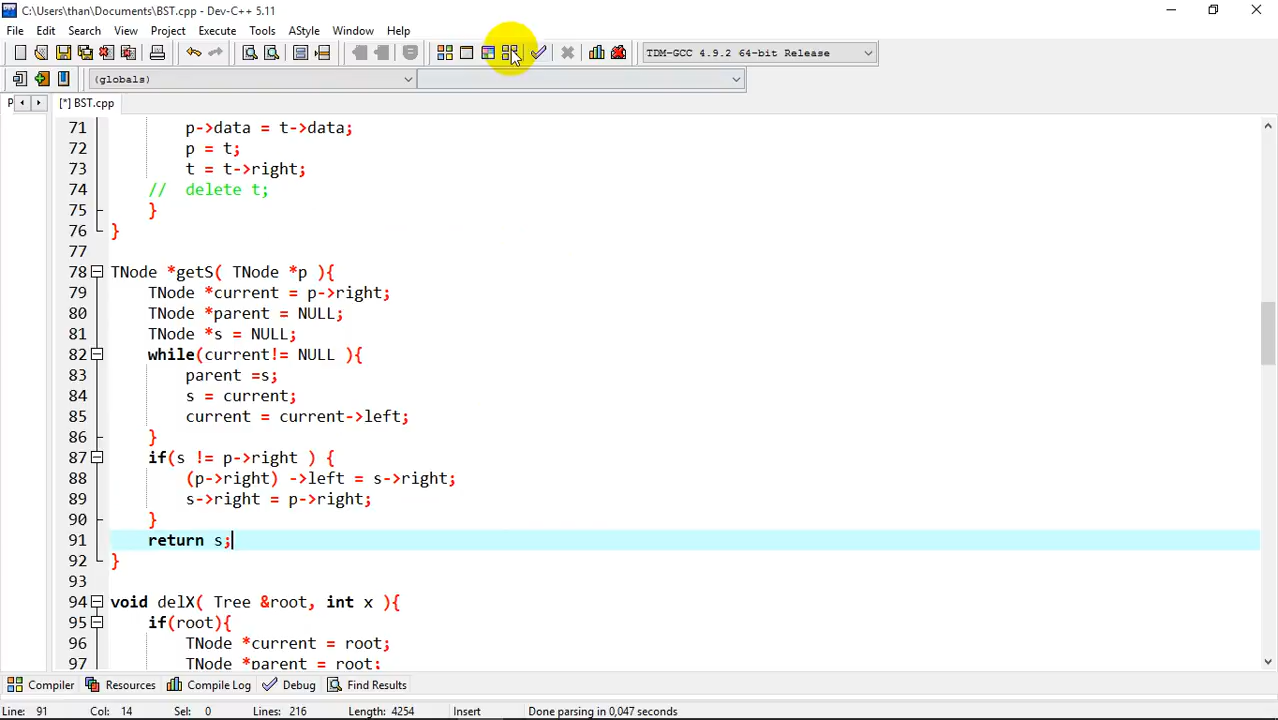 C:\Users\than\Documents\BST.cpp - Dev-C++ 5.11
File Edit Search View Project Execute Tools AStyle Window Help
TDM-GCC 4.9.2 64-bit Release
(globals)
P [*] BST.cpp
71 p->data = t->data;
72 p = t;
73 t = t->right;
74 // delete t;
75 }
76 }
77
78 TNode *getS( TNode *p ){
79 TNode *current = p->right;
80 TNode *parent = NULL;
81 TNode *s = NULL;
82 while(current!= NULL ){
83 parent =s;
84 s = current;
85 current = current->left;
86 }
87 if(s != p->right ) {
88 (p->right) ->left = s->right;
89 s->right = p->right;
90 }
91 return s;
92 }
93
94 void delX( Tree &root, int x ){
95 if(root){
96 TNode *current = root;
97 TNode *parent = root;
Compiler Resources Compile Log Debug Find Results
Line: 91 Col: 14 Sel: 0 Lines: 216 Length: 4254 Insert Done parsing in 0,047 seconds